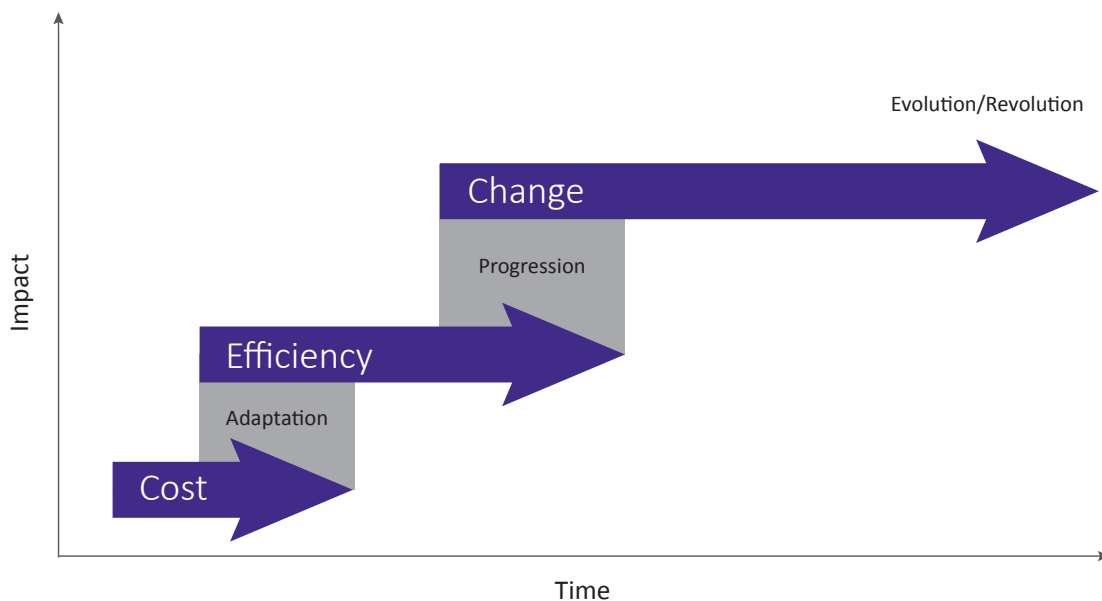 Evolution/Revolution
Change
Progression
Impact
Efficiency
Adaptation
Cost
Time